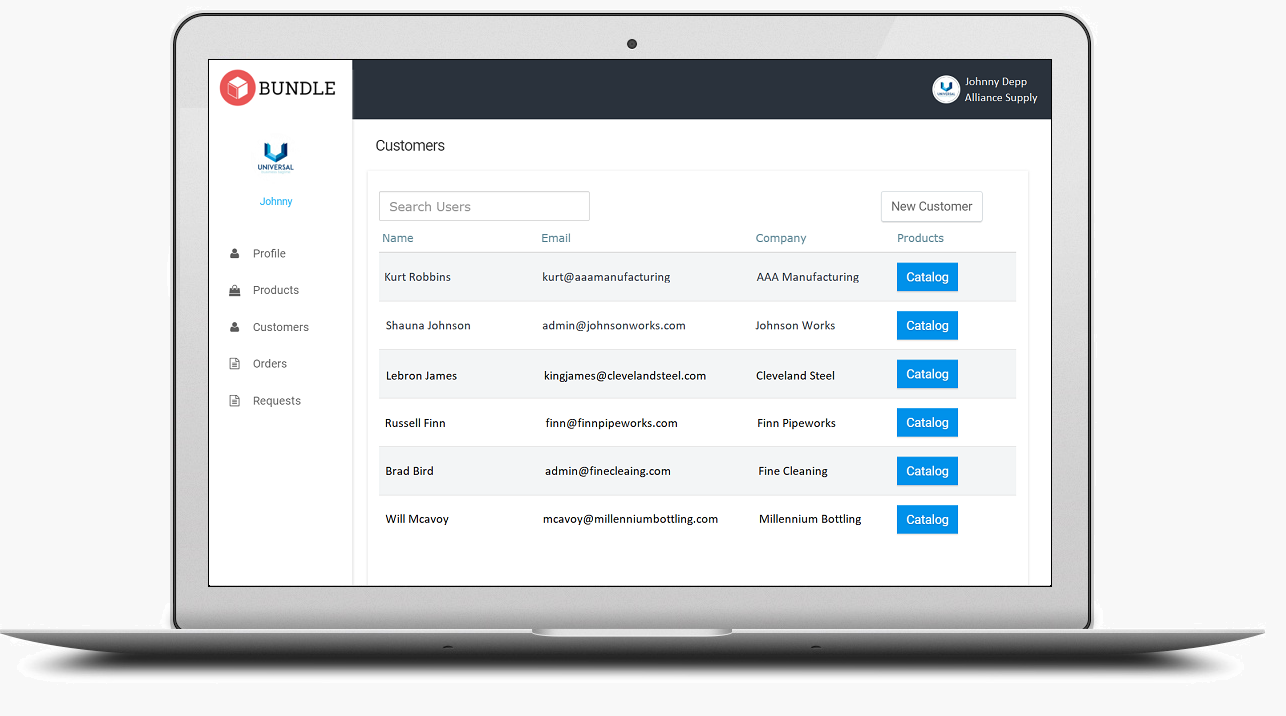 BUNDLE
Johnny Depp
Alliance Supply
UNIVERSAL
Johnny
Profile
Products
Customers
Orders
Requests
Customers
Search Users
New Customer
Name Email Company Products
Kurt Robbins kurt@aaamanufacturing AAA Manufacturing Catalog
Shauna Johnson admin@johnsonworks.com Johnson Works Catalog
Lebron James kingjames@clevelandsteel.com Cleveland Steel Catalog
Russell Finn finn@finnpipeworks.com Finn Pipeworks Catalog
Brad Bird admin@finecleaing.com Fine Cleaning Catalog
Will Mcavoy mcavoy@millenniumbottling.com Millennium Bottling Catalog